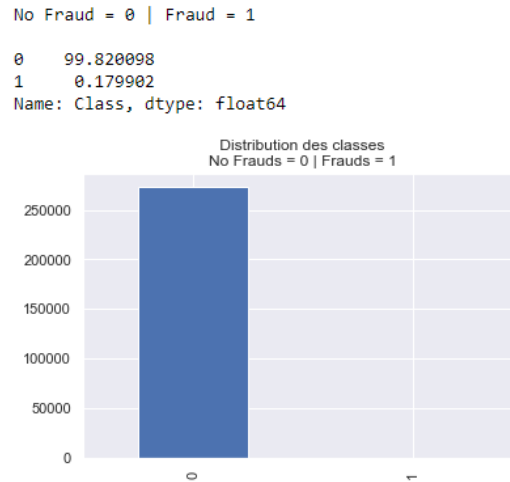 No Fraud = 0 | Fraud = 1
0    99.820098
1     0.179902
Name: Class, dtype: float64
Distribution des classes
No Frauds = 0 | Frauds = 1
250000
200000
150000
100000
50000
0
0
1